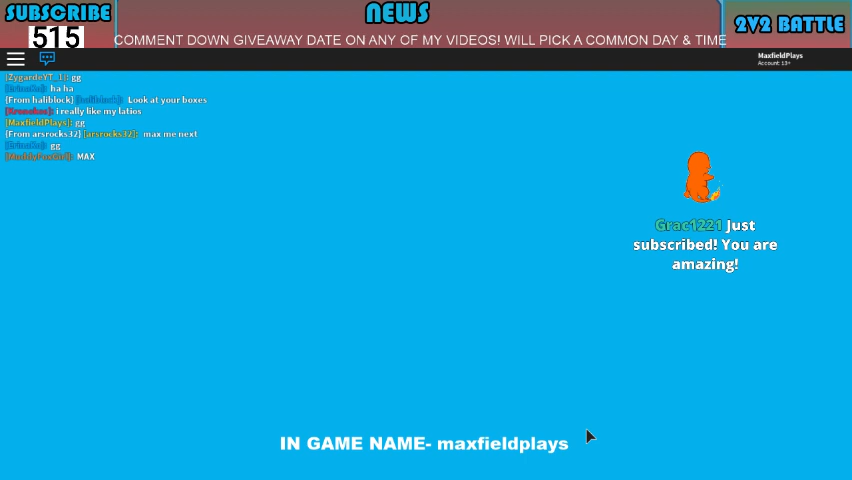 SUBSCRIBE
515
NEWS
COMMENT DOWN GIVEAWAY DATE ON ANY OF MY VIDEOS! WILL PICK A COMMON DAY & TIME
2V2 BATTLE
MaxfieldPlays
Account: 13+
[ZygardeYT_1]: gg
ha ha
{From haliblock} [haliblock]: Look at your boxes
i really like my latios
[MaxfieldPlays]: gg
{From arsrocks32} [arsrocks32]: max me next
gg
MAX
Grac1221 Just
subscribed! You are
amazing!
IN GAME NAME- maxfieldplays